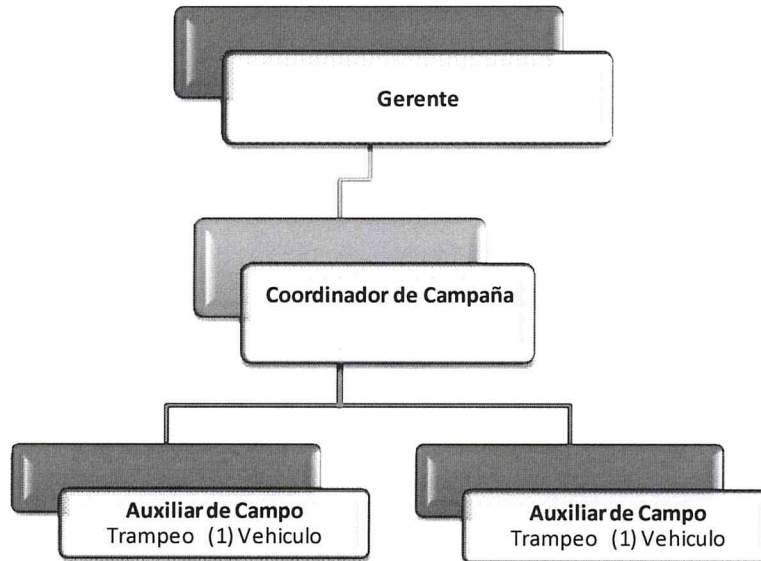 Gerente
Coordinador de Campaña
Auxiliar de Campo
Trampeo (1) Vehiculo
Auxiliar de Campo
Trampeo (1) Vehiculo